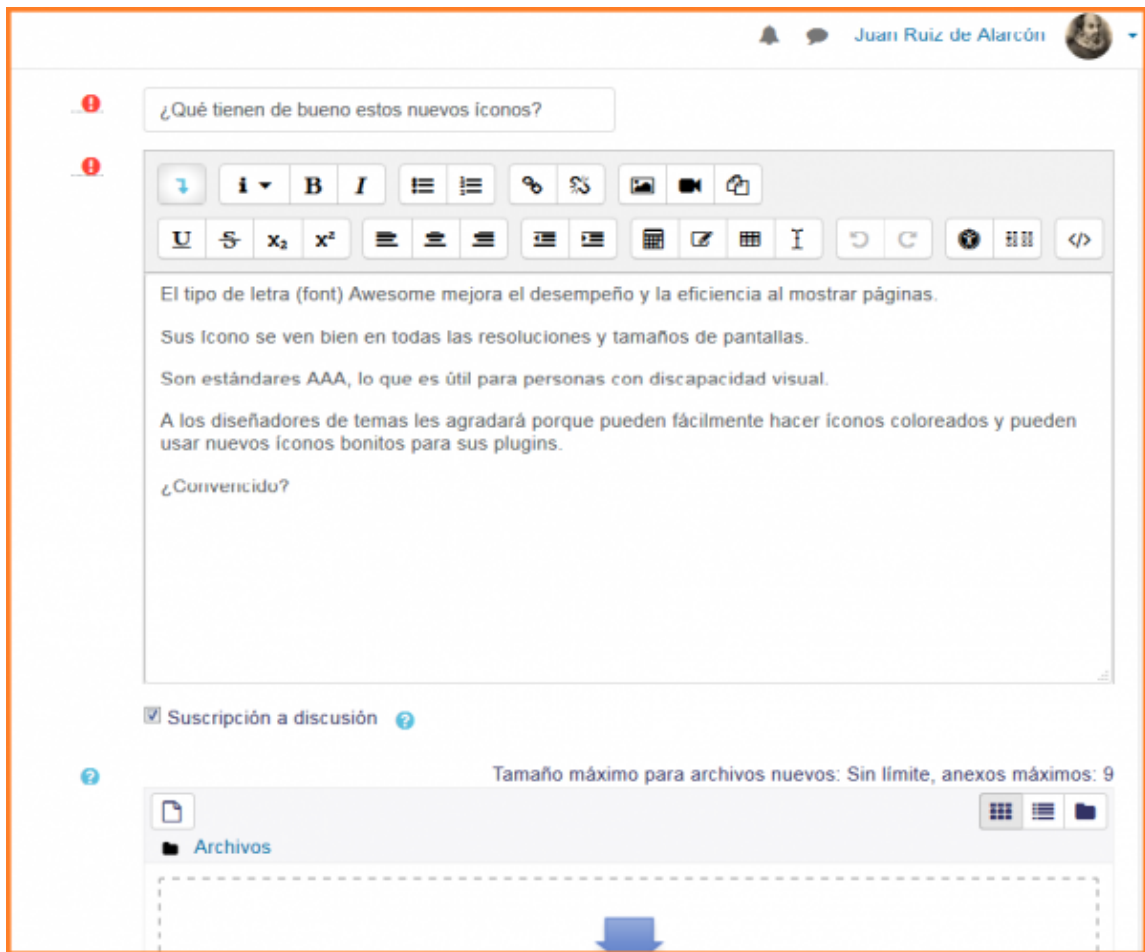 Juan Ruiz de Alarcón
¿Qué tienen de bueno estos nuevos íconos?
i B I
U S x₂ x² </>
El tipo de letra (font) Awesome mejora el desempeño y la eficiencia al mostrar páginas.
Sus ícono se ven bien en todas las resoluciones y tamaños de pantallas.
Son estándares AAA, lo que es útil para personas con discapacidad visual.
A los diseñadores de temas les agradará porque pueden fácilmente hacer íconos coloreados y pueden
usar nuevos íconos bonitos para sus plugins.
¿Convencido?
Suscripción a discusión
Tamaño máximo para archivos nuevos: Sin límite, anexos máximos: 9
Archivos